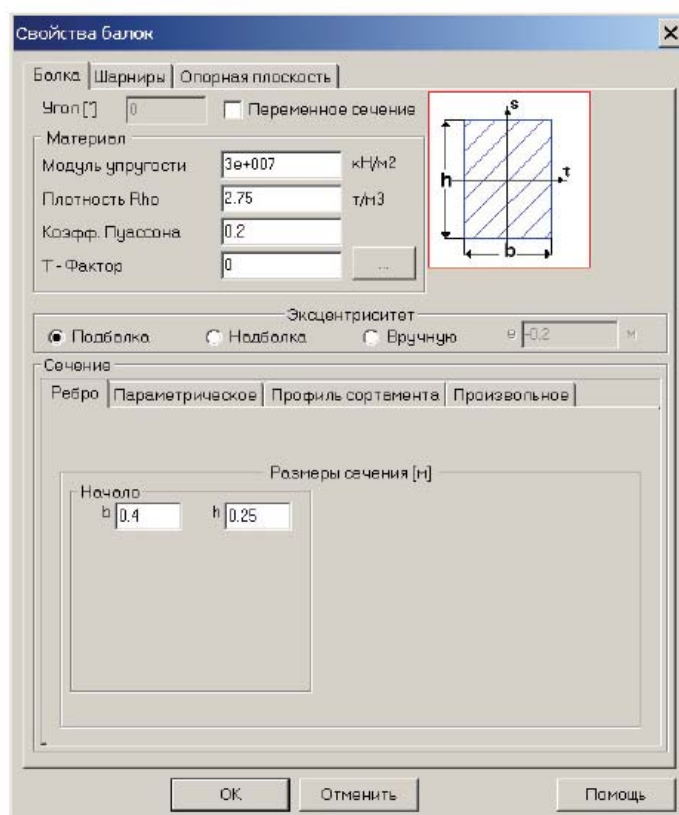 Свойства балок
Балка Шарниры Опорная плоскость
Угол [°] 0 Переменное сечение
Материал
Модуль упругости 3e+007 кН/м2
Плотность Rho 2.75 т/м3
Коэфф. Пуассона 0.2
Т - Фактор 0 ...
s
t
h
b
Эксцентриситет
Подбалка Надбалка Вручную e -0.2 м
Сечение
Ребро Параметрическое Профиль сортамента Произвольное
Размеры сечения [м]
Начало
b 0.4 h 0.25
OK Отменить Помощь